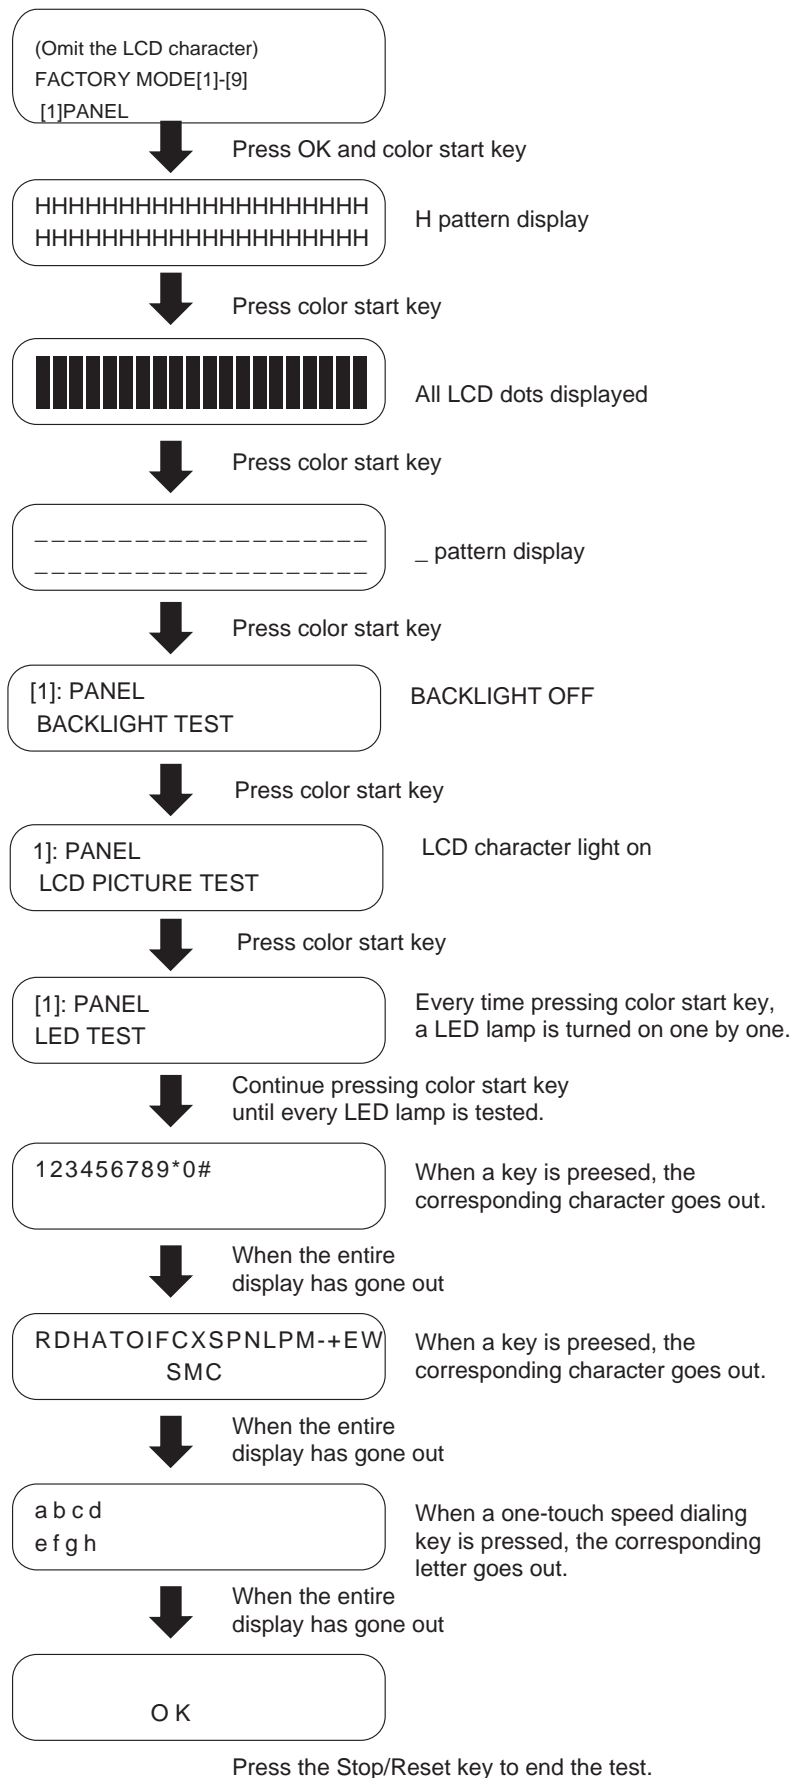 (Omit the LCD character)
FACTORY MODE[1]-[9]
[1]PANEL
Press OK and color start key
HHHHHHHHHHHHHHHHHHHH
HHHHHHHHHHHHHHHHHHHH
H pattern display
Press color start key
All LCD dots displayed
Press color start key
_ _ _ _ _ _ _ _ _ _ _ _ _ _ _ _ _ _ _ _
_ _ _ _ _ _ _ _ _ _ _ _ _ _ _ _ _ _ _ _
_ pattern display
Press color start key
[1]: PANEL
BACKLIGHT TEST
BACKLIGHT OFF
Press color start key
1]: PANEL
LCD PICTURE TEST
LCD character light on
Press color start key
[1]: PANEL
LED TEST
Every time pressing color start key,
a LED lamp is turned on one by one.
Continue pressing color start key
until every LED lamp is tested.
123456789*0#
When a key is preesed, the
corresponding character goes out.
When the entire
display has gone out
RDHATOIFCXSPNLPM-+EW
SMC
When a key is preesed, the
corresponding character goes out.
When the entire
display has gone out
a b c d
e f g h
When a one-touch speed dialing
key is pressed, the corresponding
letter goes out.
When the entire
display has gone out
O K
Press the Stop/Reset key to end the test.